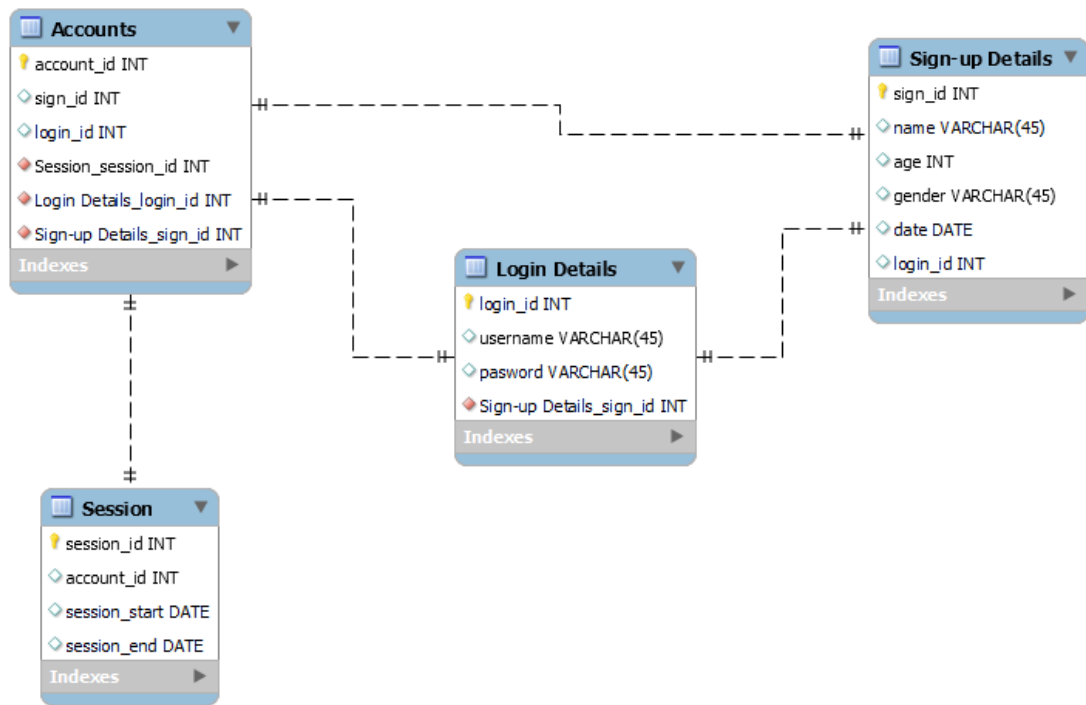 Accounts
account_id INT
sign_id INT
login_id INT
Session_session_id INT
Login Details_login_id INT
Sign-up Details_sign_id INT
Indexes
Sign-up Details
sign_id INT
name VARCHAR(45)
age INT
gender VARCHAR(45)
date DATE
login_id INT
Indexes
Login Details
login_id INT
username VARCHAR(45)
pasword VARCHAR(45)
Sign-up Details_sign_id INT
Indexes
Session
session_id INT
account_id INT
session_start DATE
session_end DATE
Indexes